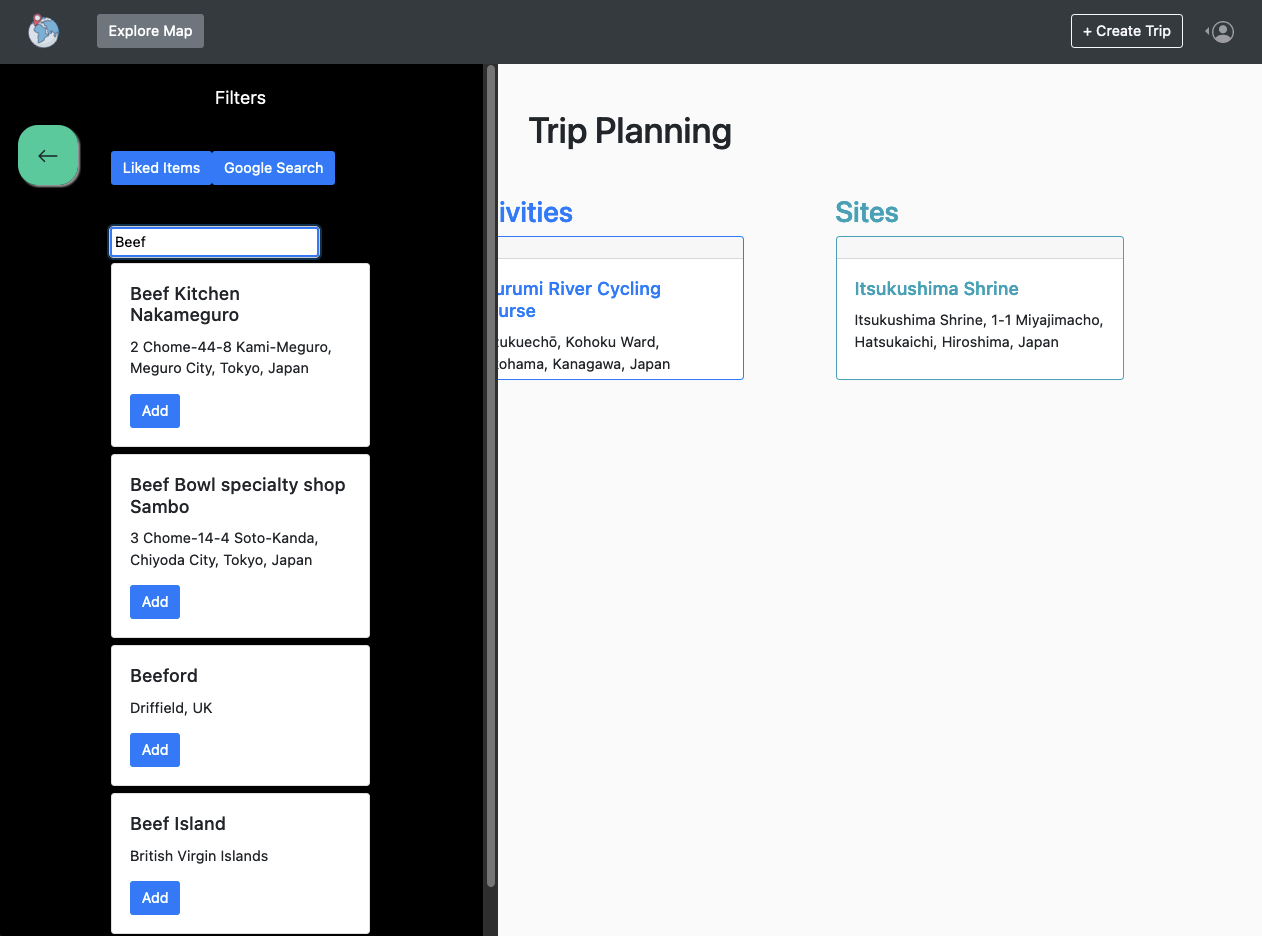 Explore Map
+ Create Trip
Filters
Liked Items
Google Search
Beef
Beef Kitchen
Nakameguro
2 Chome-44-8 Kami-Meguro,
Meguro City, Tokyo, Japan
Add
Beef Bowl specialty shop
Sambo
3 Chome-14-4 Soto-Kanda,
Chiyoda City, Tokyo, Japan
Add
Beeford
Driffield, UK
Add
Beef Island
British Virgin Islands
Add
Trip Planning
ivities
urumi River Cycling
urse
zukuechō, Kohoku Ward,
kohama, Kanagawa, Japan
Sites
Itsukushima Shrine
Itsukushima Shrine, 1-1 Miyajimacho,
Hatsukaichi, Hiroshima, Japan